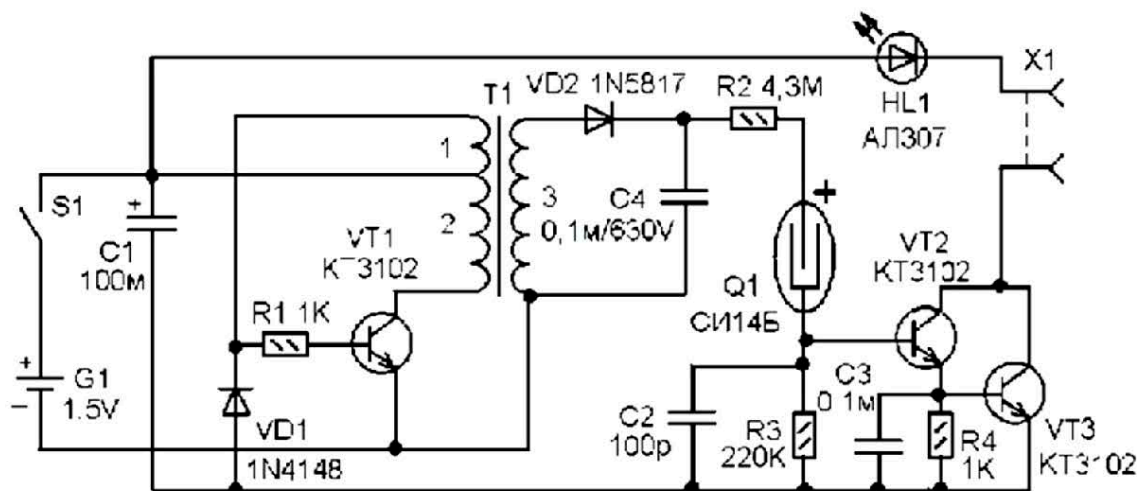 X1
VD2 1N5817
R2 4,3M
HL1
АЛ307
T1
1
2
3
S1
+
C1
100м
VT1
КТ3102
C4
0,1м/630V
+
Q1
СИ14Б
VT2
КТ3102
R1 1K
+
G1
1.5V
–
VD1
1N4148
C2
100p
R3
220K
C3
0 1м
R4
1K
VT3
КТ3102